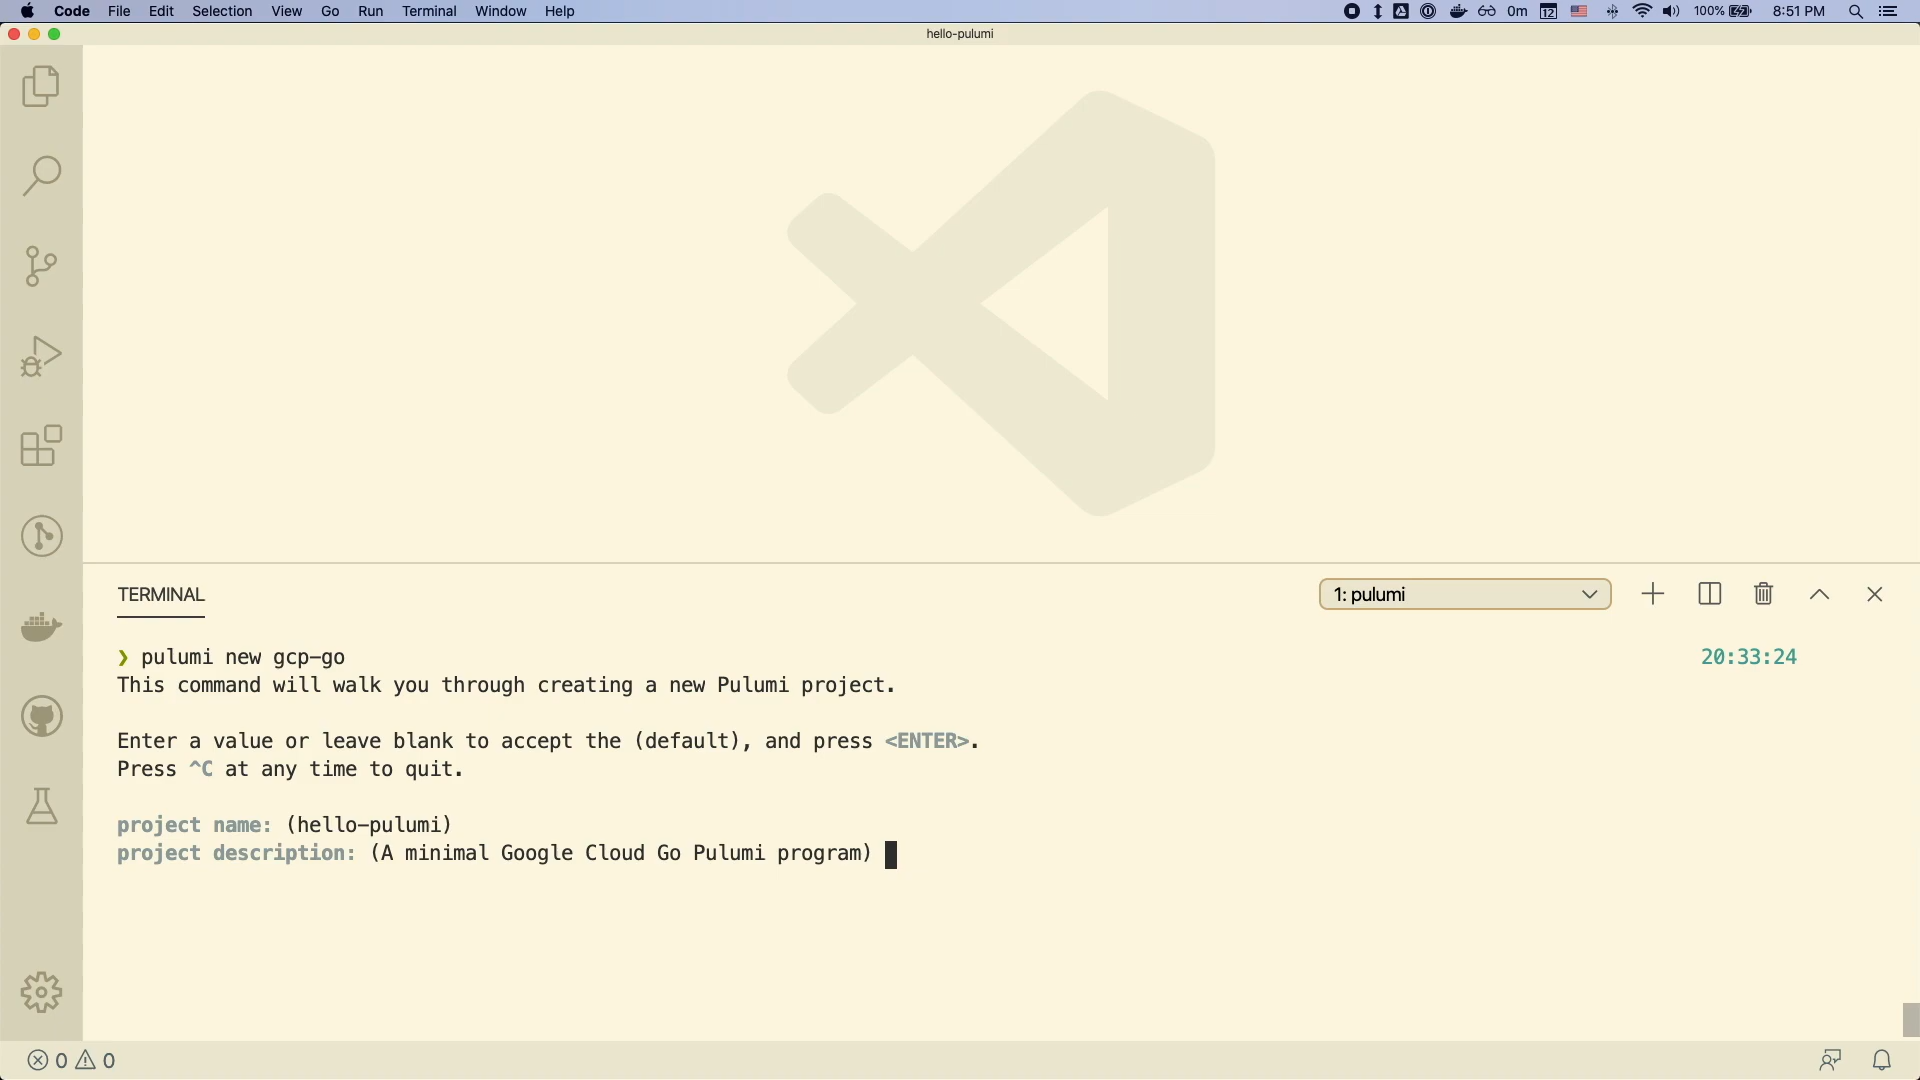 Code File Edit Selection View Go Run Terminal Window Help 0m 12 100% 8:51 PM
hello-pulumi
TERMINAL
1: pulumi
❯ pulumi new gcp-go 20:33:24
This command will walk you through creating a new Pulumi project.
Enter a value or leave blank to accept the (default), and press <ENTER>.
Press ^C at any time to quit.
project name: (hello-pulumi)
project description: (A minimal Google Cloud Go Pulumi program)
0 0